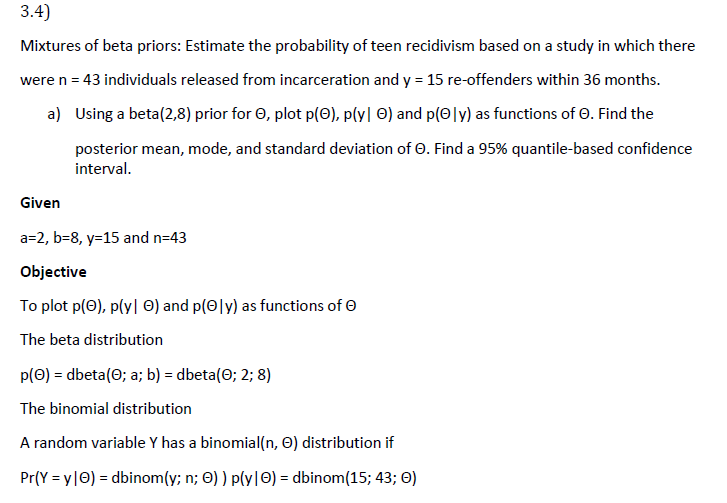 3.4)
Mixtures of beta priors: Estimate the probability of teen recidivism based on a study in which there
were n = 43 individuals released from incarceration and y = 15 re-offenders within 36 months.
a) Using a beta(2,8) prior for Θ, plot p(Θ), p(y| Θ) and p(Θ|y) as functions of Θ. Find the
posterior mean, mode, and standard deviation of Θ. Find a 95% quantile-based confidence
interval.
Given
a=2, b=8, y=15 and n=43
Objective
To plot p(Θ), p(y| Θ) and p(Θ|y) as functions of Θ
The beta distribution
p(Θ) = dbeta(Θ; a; b) = dbeta(Θ; 2; 8)
The binomial distribution
A random variable Y has a binomial(n, Θ) distribution if
Pr(Y = y|Θ) = dbinom(y; n; Θ) ) p(y|Θ) = dbinom(15; 43; Θ)